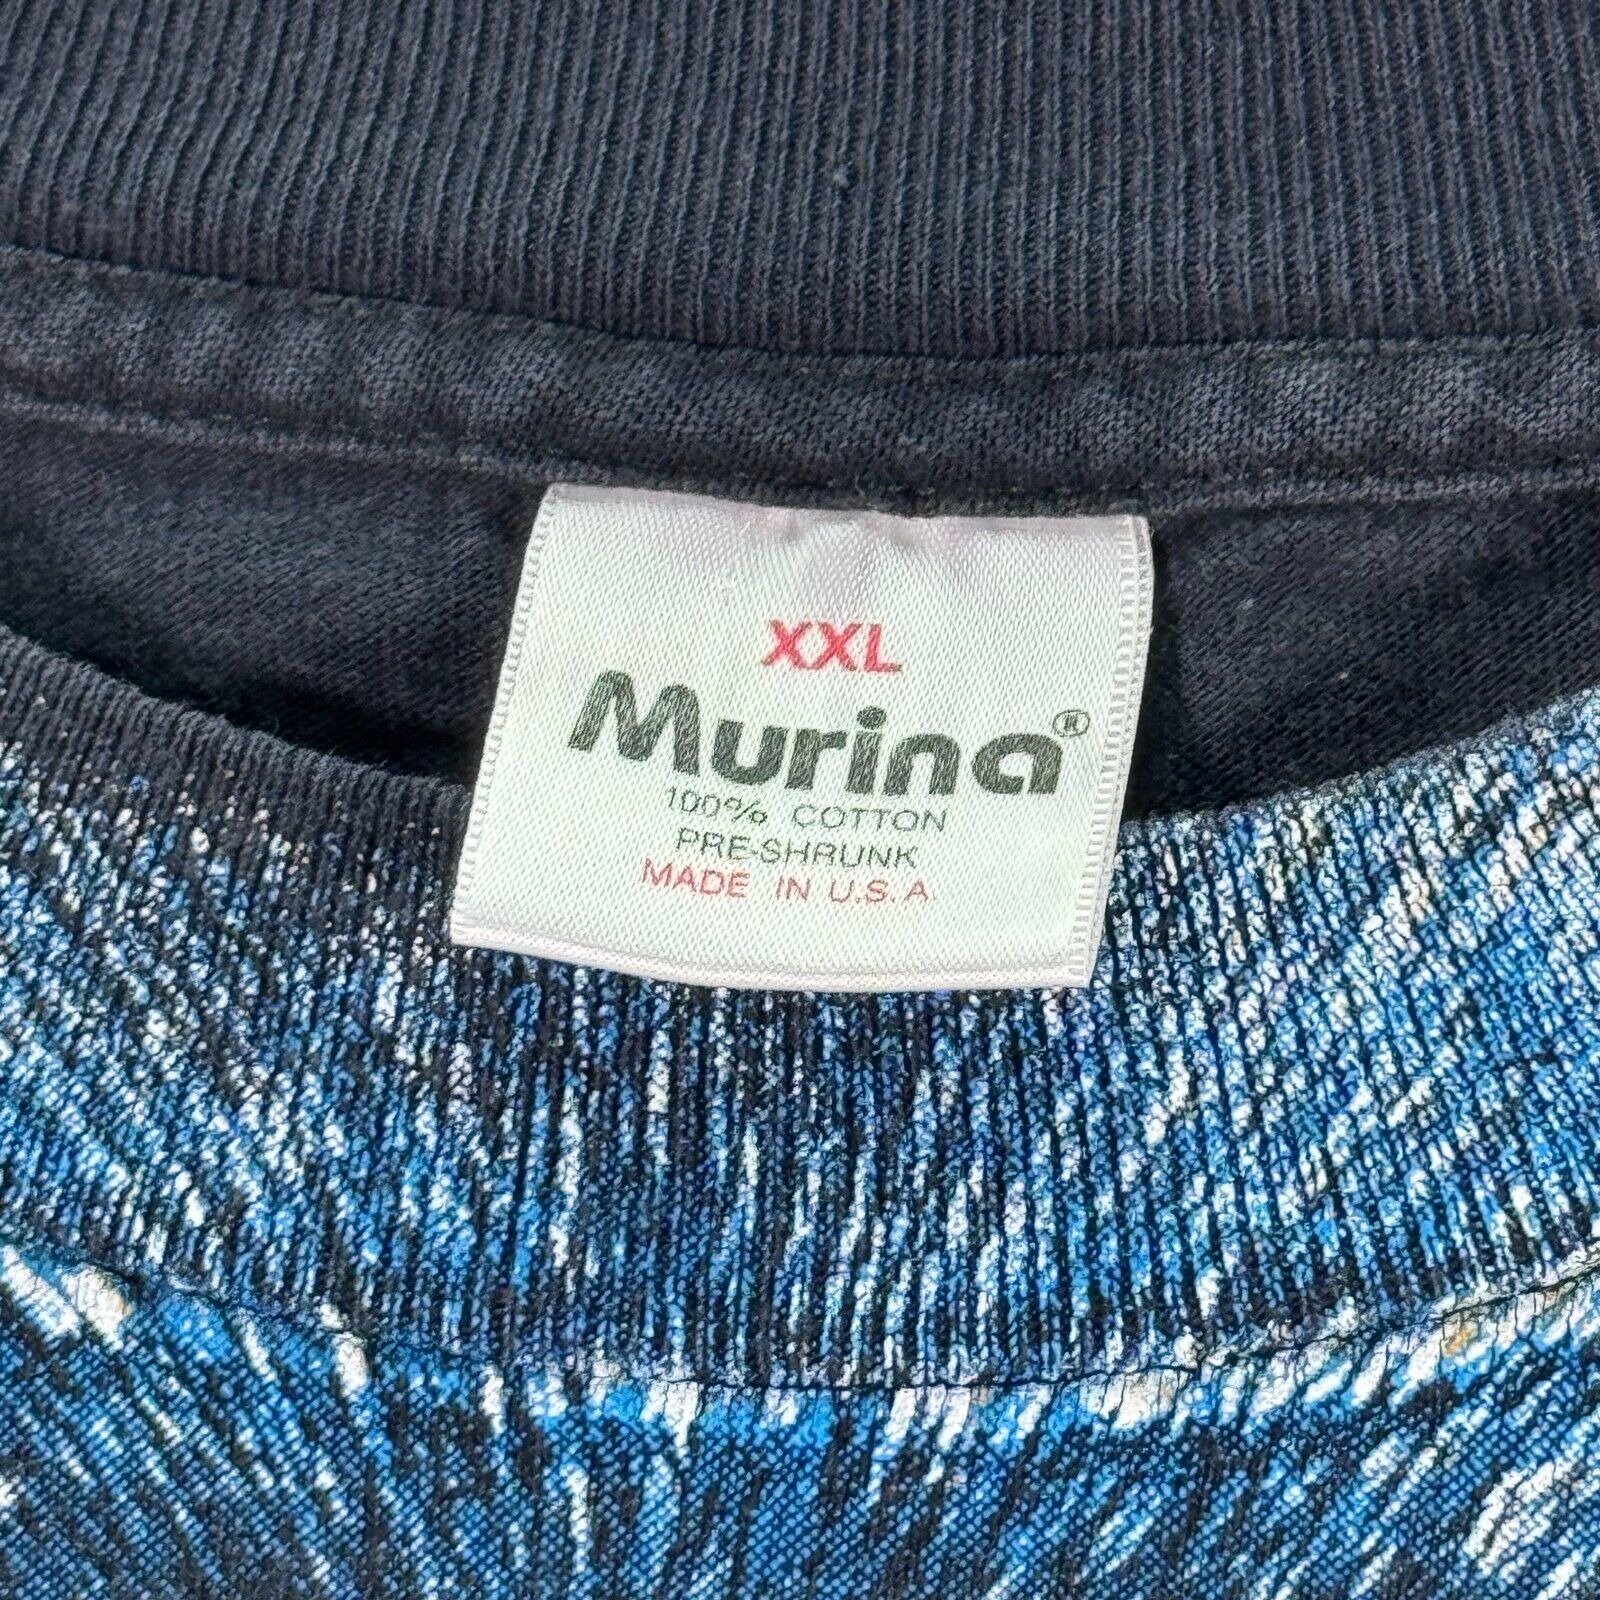 XXL
Murina®
100% COTTON
PRE-SHRUNK
MADE IN U.S.A